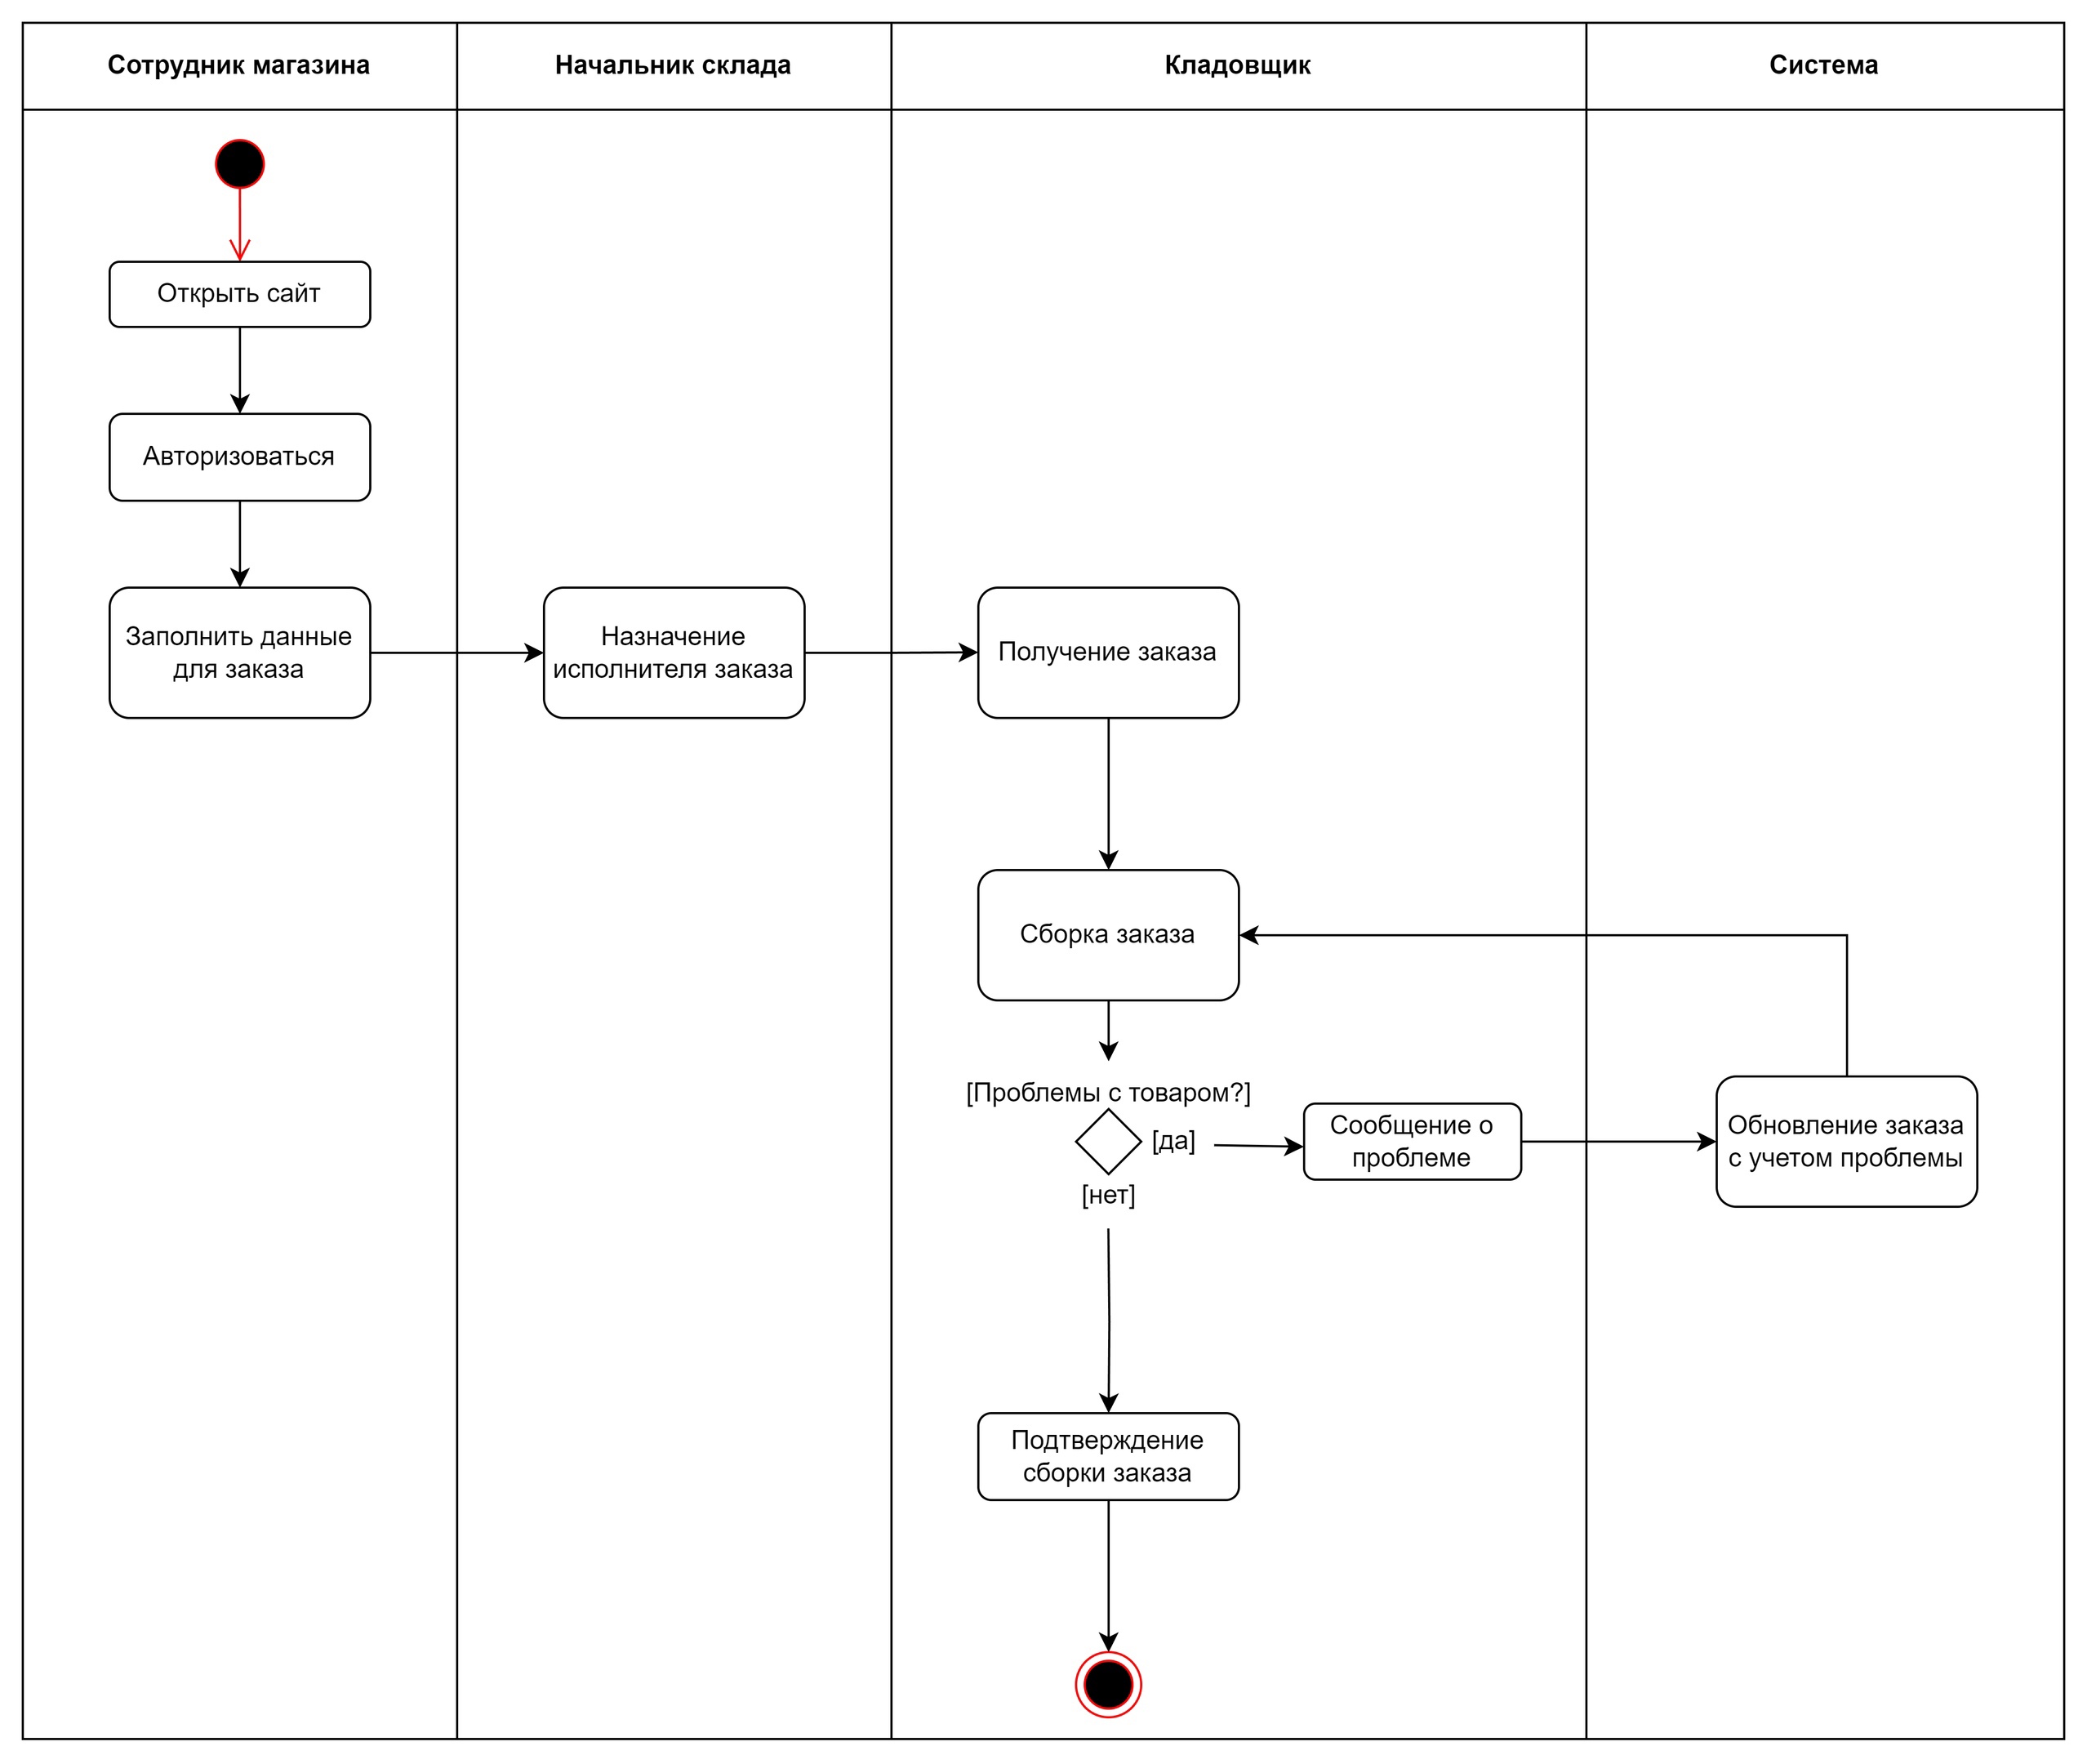 Сотрудник магазина
Начальник склада
Кладовщик
Система
Открыть сайт
Авторизоваться
Заполнить данные
для заказа
Назначение
исполнителя заказа
Получение заказа
Сборка заказа
[Проблемы с товаром?]
[да]
[нет]
Сообщение о
проблеме
Обновление заказа
с учетом проблемы
Подтверждение
сборки заказа